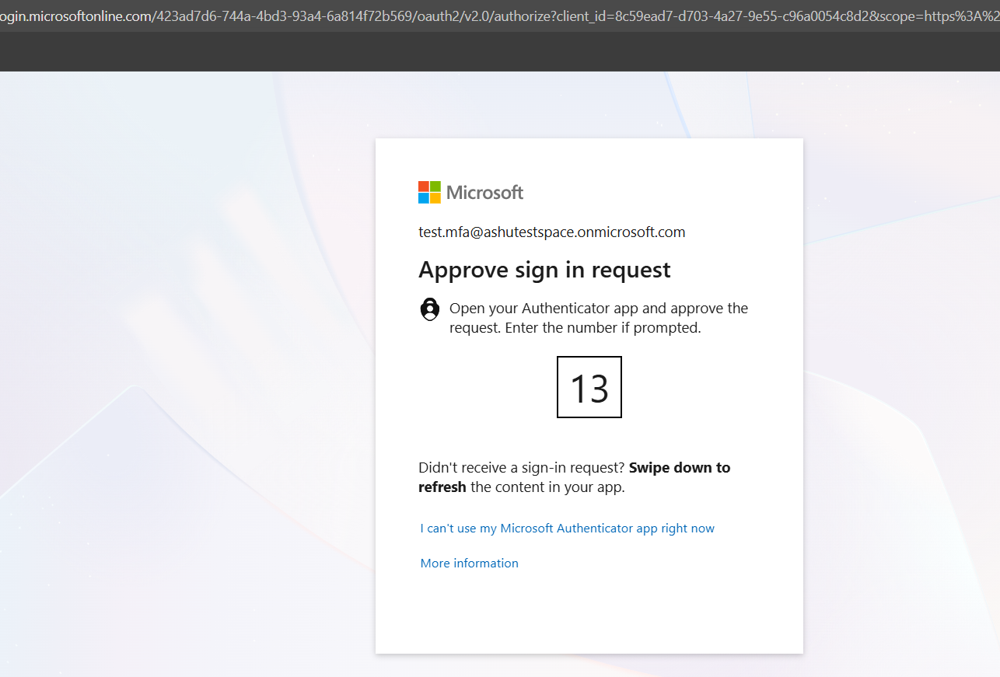 ogin.microsoftonline.com/423ad7d6-744a-4bd3-93a4-6a814f72b569/oauth2/v2.0/authorize?client_id=8c59ead7-d703-4a27-9e55-c96a0054c8d2&scope=https%3A%2
Microsoft
test.mfa@ashutestspace.onmicrosoft.com
Approve sign in request
Open your Authenticator app and approve the
request. Enter the number if prompted.
13
Didn't receive a sign-in request? Swipe down to
refresh the content in your app.
I can't use my Microsoft Authenticator app right now
More information